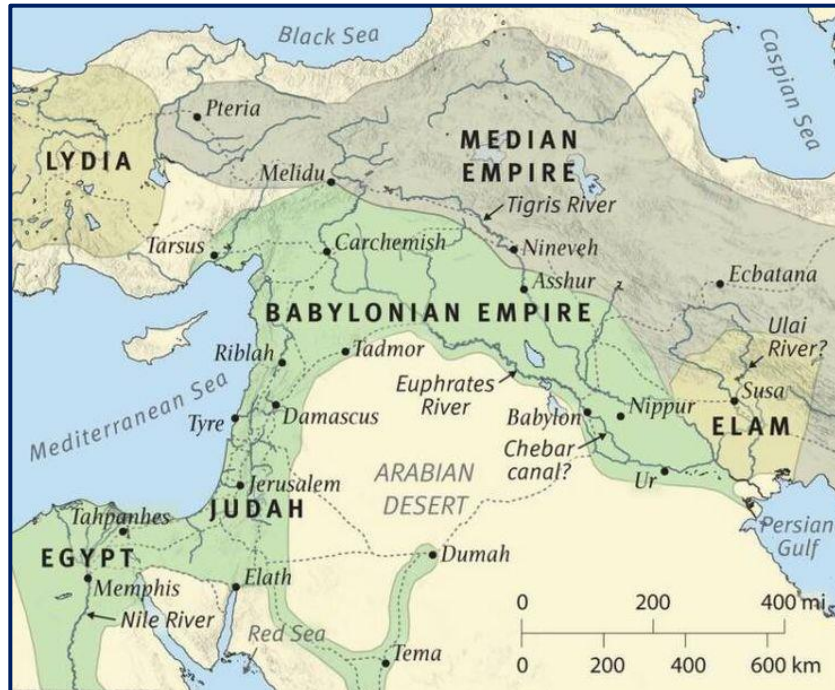 Black Sea
Caspian Sea
Pteria
LYDIA
MEDIAN
EMPIRE
Melidu
Tigris River
Tarsus
Carchemish
Nineveh
Asshur
Ecbatana
BABYLONIAN EMPIRE
Ulai
River?
Riblah
Tadmor
Mediterranean Sea
Euphrates
River
Susa
Tyre
Damascus
Babylon
Nippur
ELAM
Chebar
canal?
ARABIAN
DESERT
Ur
Jerusalem
JUDAH
Tahpanhes
Persian
Gulf
EGYPT
Dumah
Memphis
Elath
Nile River
Red Sea
Tema
0 200 400 mi
0 200 400 600 km